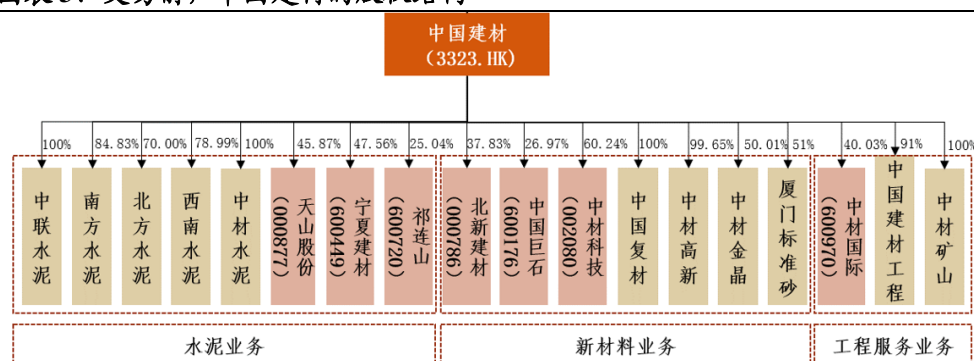 中国建材
(3323.HK)
100% 84.83% 70.00% 78.99% 100% 45.87% 47.56% 25.04% 37.83% 26.97% 60.24% 100% 99.65% 50.01% 51% 40.03% 91% 100%
中联水泥
南方水泥
北方水泥
西南水泥
中材水泥
天山股份
(000877)
宁夏建材
(600449)
祁连山
(600720)
北新建材
(000786)
中国巨石
(600176)
中材科技
(002080)
中国复材
中材高新
中材金晶
厦门标准砂
中材国际
(600970)
中国建材工程
中材矿山
水泥业务
新材料业务
工程服务业务